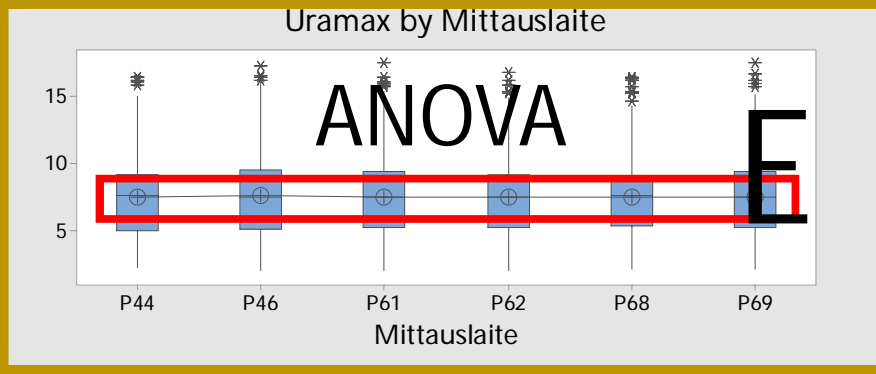 Uramax by Mittauslaite
ANOVA
E
15
10
5
P44 P46 P61 P62 P68 P69
Mittauslaite